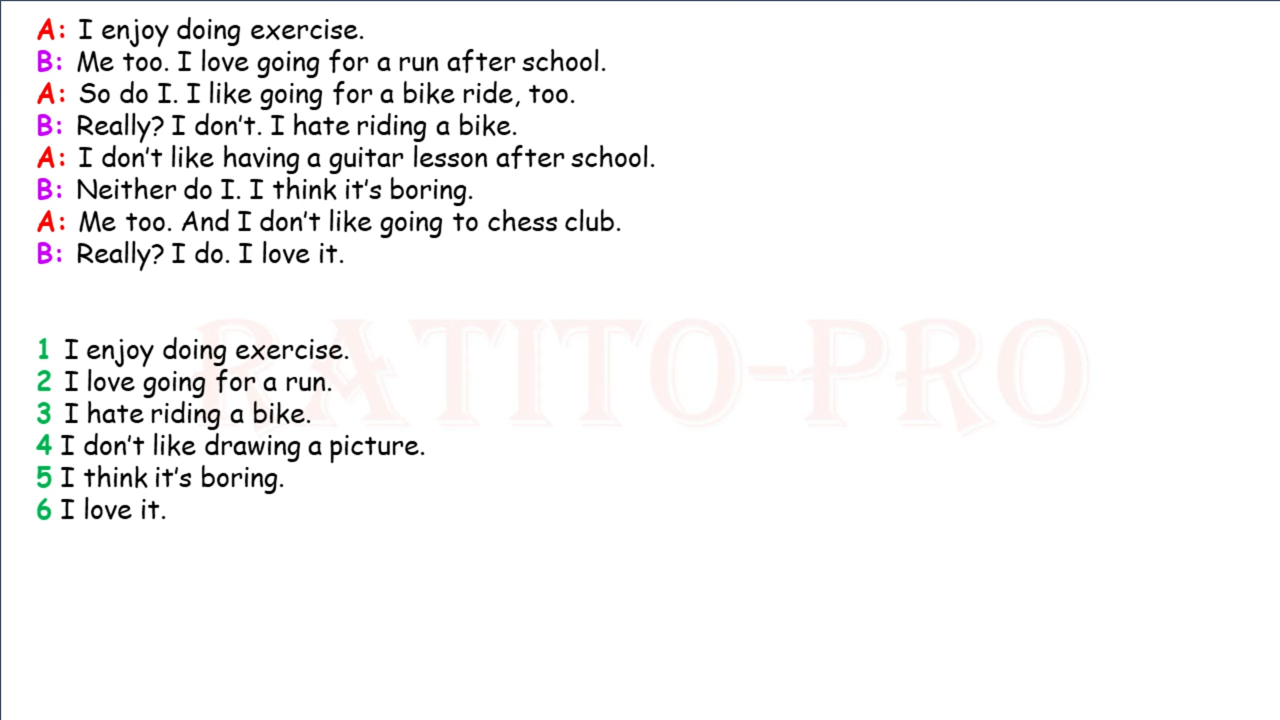 A: I enjoy doing exercise.
B: Me too. I love going for a run after school.
A: So do I. I like going for a bike ride, too.
B: Really? I don't. I hate riding a bike.
A: I don't like having a guitar lesson after school.
B: Neither do I. I think it's boring.
A: Me too. And I don't like going to chess club.
B: Really? I do. I love it.
RATITO-PRO
1 I enjoy doing exercise.
2 I love going for a run.
3 I hate riding a bike.
4 I don't like drawing a picture.
5 I think it's boring.
6 I love it.